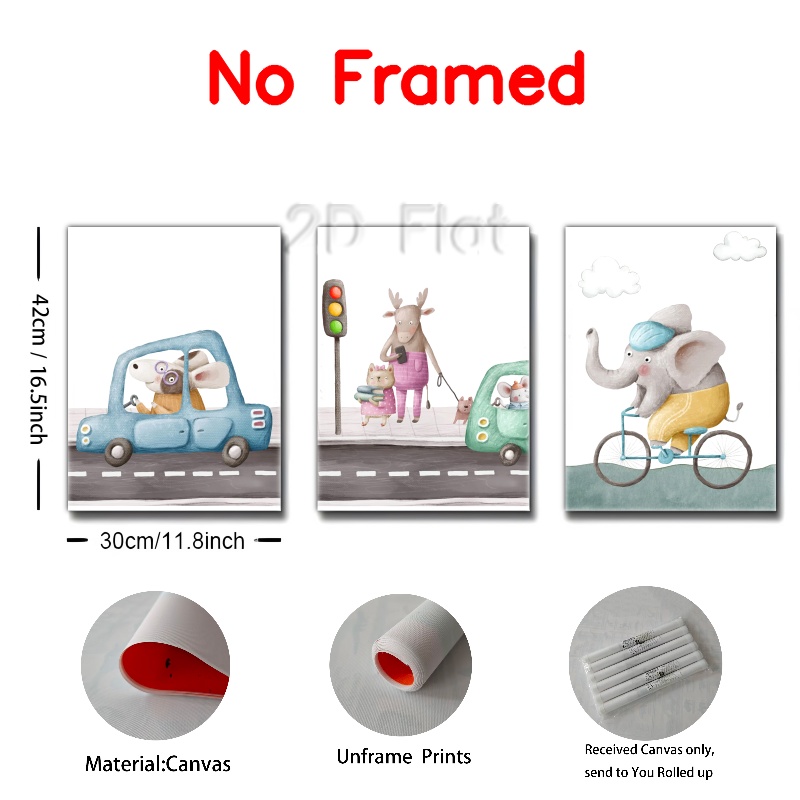 No Framed
2D Flat
42cm / 16.5inch
30cm/11.8inch
Material:Canvas
Unframe Prints
Received Canvas only,
send to You Rolled up